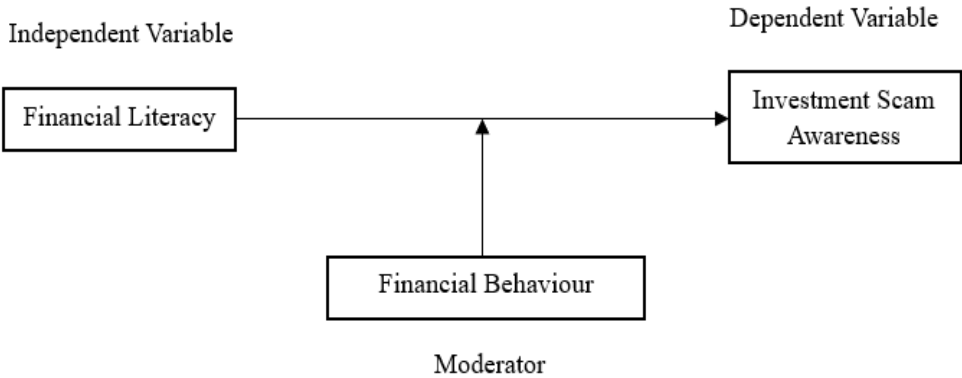 Independent Variable
Dependent Variable
Financial Literacy
Investment Scam
Awareness
Financial Behaviour
Moderator